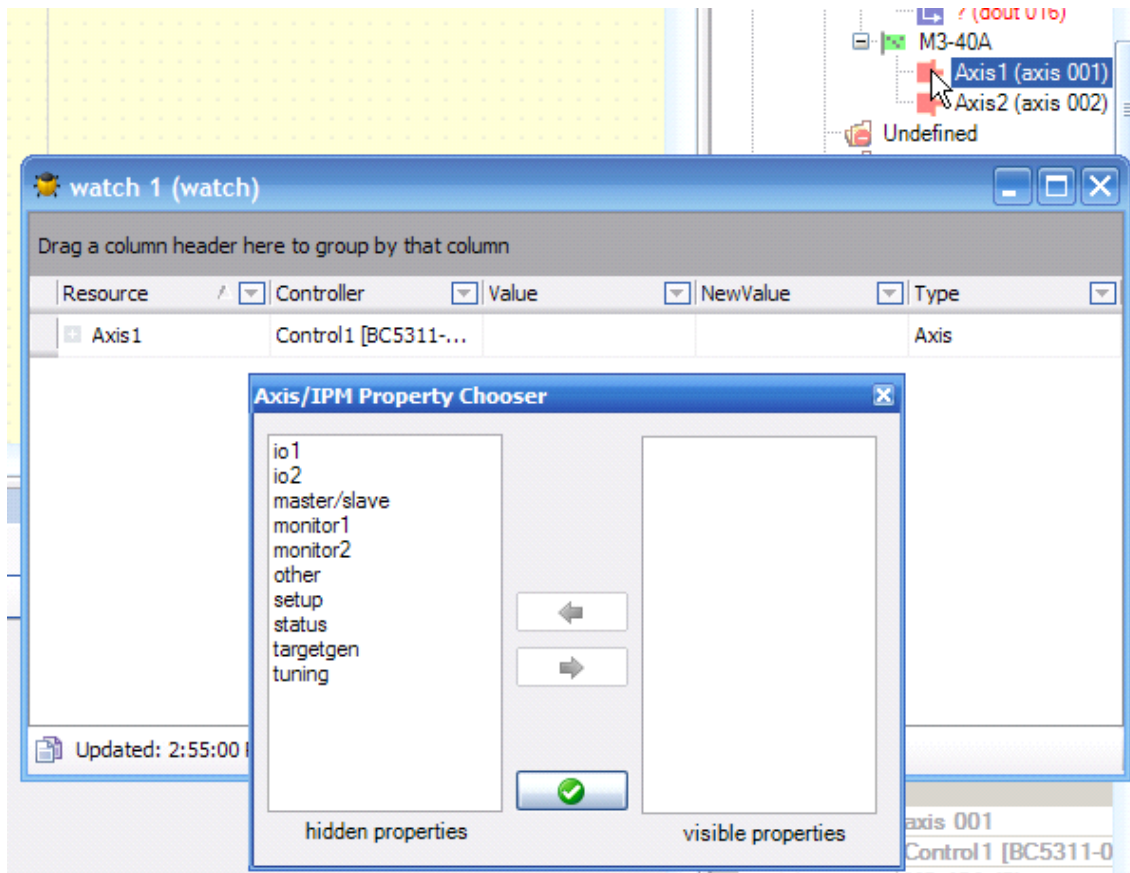 ? (dout 016)
M3-40A
Axis1 (axis 001)
Axis2 (axis 002)
Undefined
watch 1 (watch)
Drag a column header here to group by that column
Resource Controller Value NewValue Type
Axis1 Control1 [BC5311-... Axis
Axis/IPM Property Chooser
io1
io2
master/slave
monitor1
monitor2
other
setup
status
targetgen
tuning
hidden properties visible properties
Updated: 2:55:00
axis 001
Control1 [BC5311-0